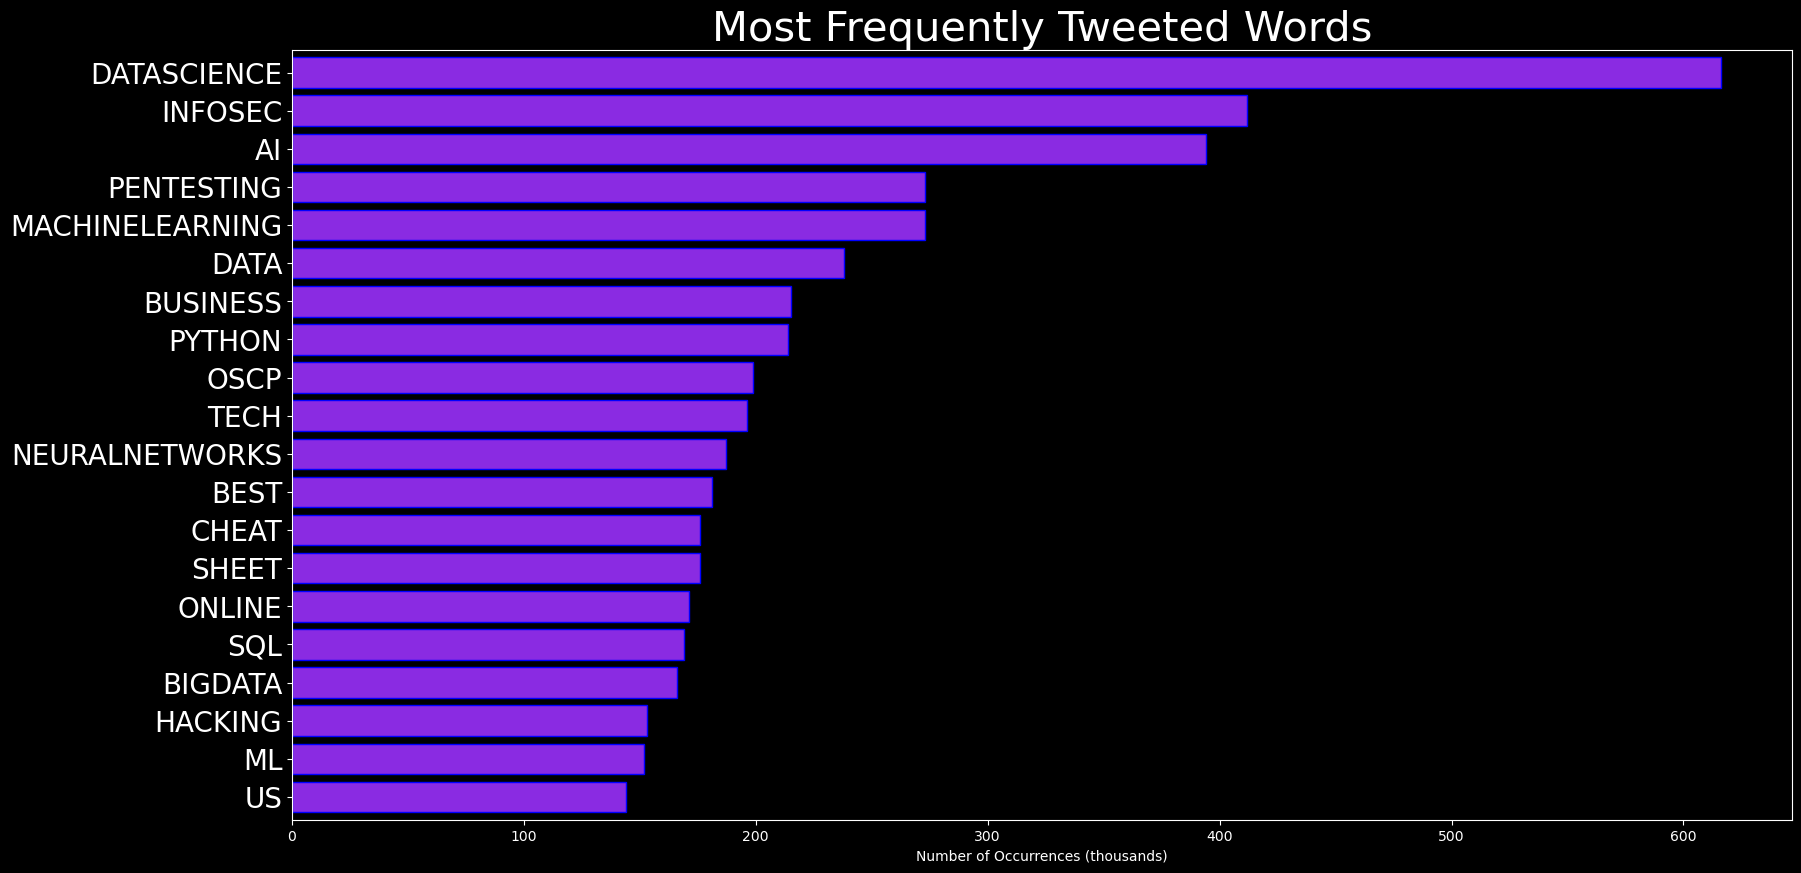 Most Frequently Tweeted Words
DATASCIENCE
INFOSEC
AI
PENTESTING
MACHINELEARNING
DATA
BUSINESS
PYTHON
OSCP
TECH
NEURALNETWORKS
BEST
CHEAT
SHEET
ONLINE
SQL
BIGDATA
HACKING
ML
US
0 100 200 300 400 500 600
Number of Occurrences (thousands)